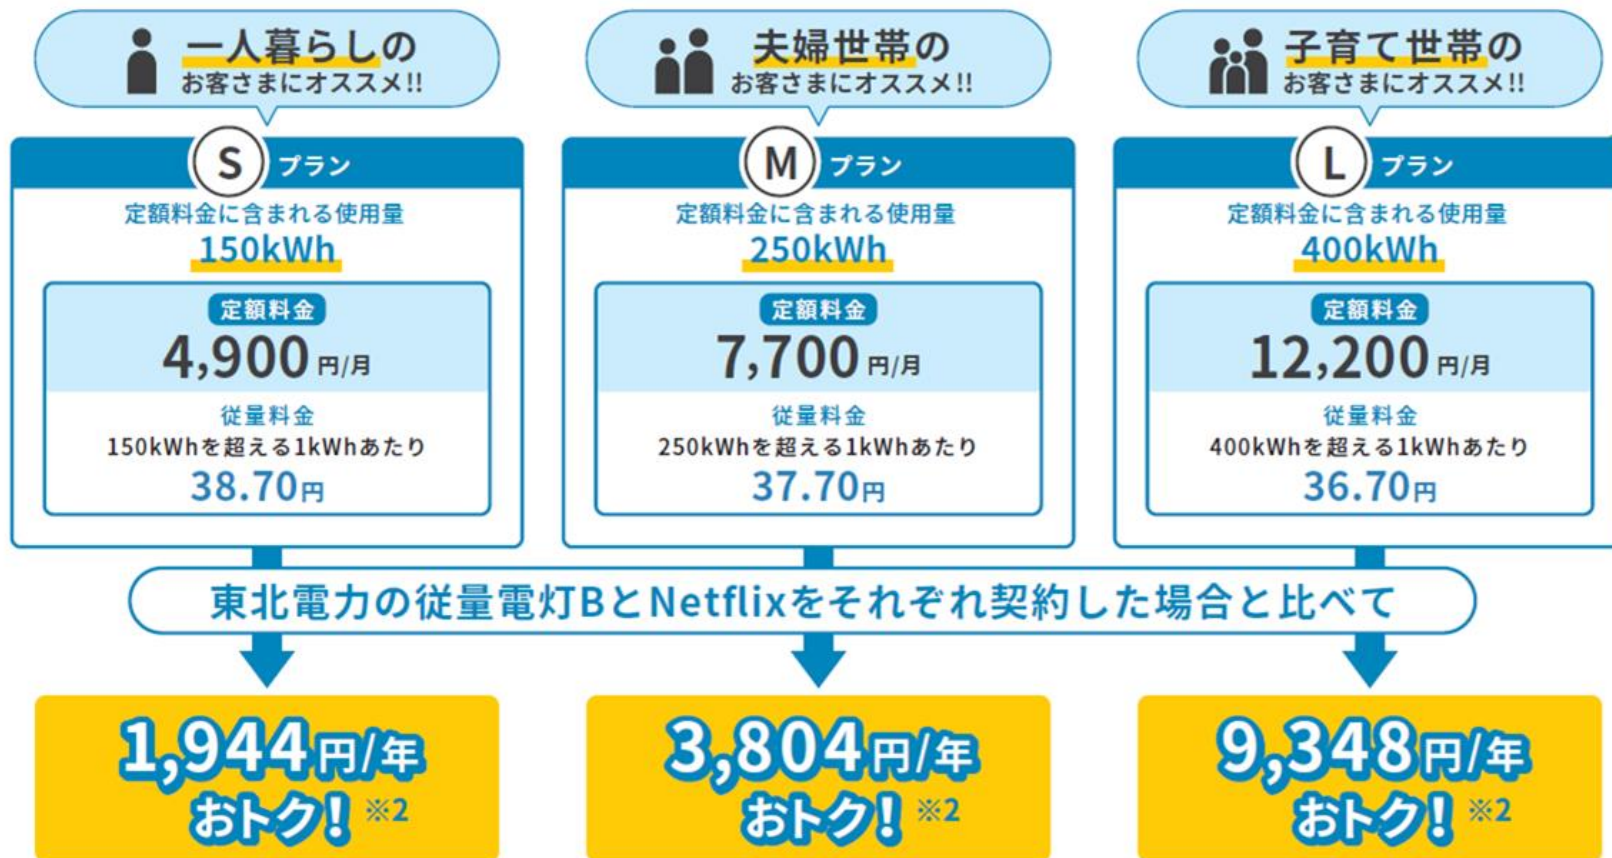 一人暮らしの
お客さまにオススメ!!
S プラン
定額料金に含まれる使用量
150kWh
定額料金
4,900円/月
従量料金
150kWhを超える1kWhあたり
38.70円
夫婦世帯の
お客さまにオススメ!!
M プラン
定額料金に含まれる使用量
250kWh
定額料金
7,700円/月
従量料金
250kWhを超える1kWhあたり
37.70円
子育て世帯の
お客さまにオススメ!!
L プラン
定額料金に含まれる使用量
400kWh
定額料金
12,200円/月
従量料金
400kWhを超える1kWhあたり
36.70円
東北電力の従量電灯BとNetflixをそれぞれ契約した場合と比べて
1,944円/年
おトク! ※2
3,804円/年
おトク! ※2
9,348円/年
おトク! ※2